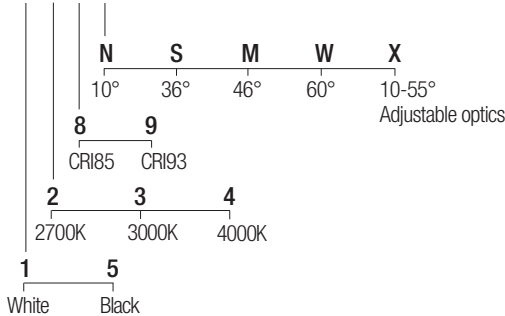 N S M W X
10° 36° 46° 60° 10-55°
Adjustable optics
8 9
CRI85 CRI93
2 3 4
2700K 3000K 4000K
1 5
White Black